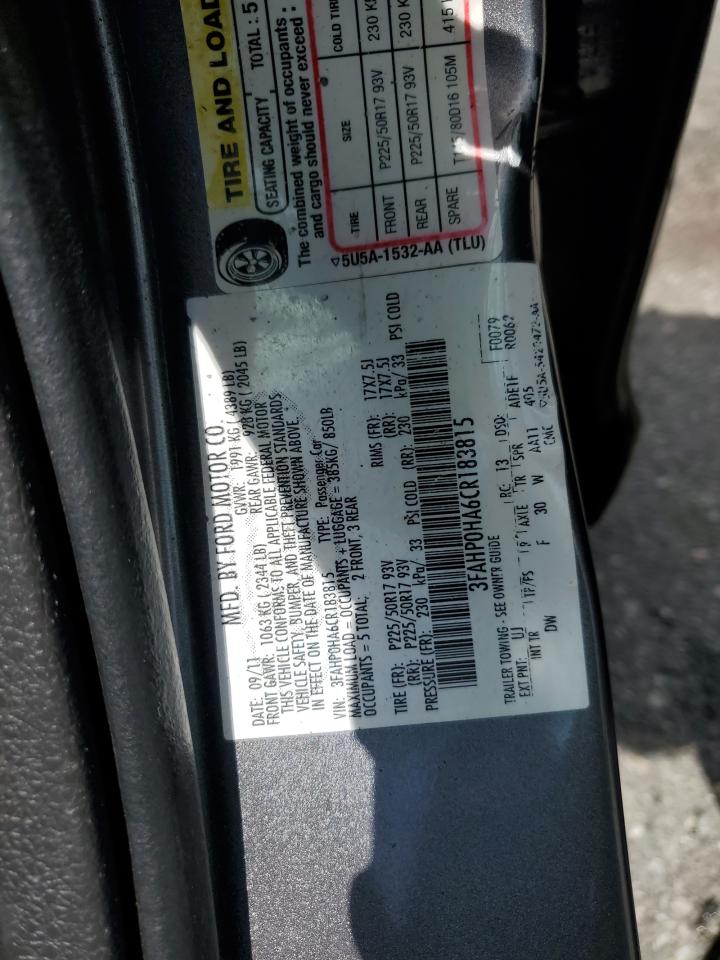 TIRE AND LOAD
SEATING CAPACITY TOTAL : 5
The combined weight of occupants
and cargo should never exceed :
TIRE SIZE COLD TIRE
FRONT P225/50R17 93V 230 K
REAR P225/50R17 93V 230 K
SPARE 80D16 105M 415
5U5A-1532-AA (TLU)
MFD. BY FORD MOTOR CO.
DATE: 09/11 GVWR: 1991 KG ( 4389 LB)
FRONT GAWR: 1063 KG ( 2344 LB) REAR GAWR: 928 KG ( 2045 LB)
THIS VEHICLE CONFORMS TO ALL APPLICABLE FEDERAL MOTOR
VEHICLE SAFETY, BUMPER, AND THEFT PREVENTION STANDARDS
IN EFFECT ON THE DATE OF MANUFACTURE SHOWN ABOVE.
VIN: 3FAHP0HA6CR183815 TYPE: Passenger Car
MAXIMUM LOAD = OCCUPANTS + LUGGAGE = 385KG/ 850LB
OCCUPANTS = 5 TOTAL: 2 FRONT, 3 REAR
TIRE (FR): P225/50R17 93V RIMS (FR): 17X7.5J
(RR): P225/50R17 93V (RR): 17X7.5J
PRESSURE (FR): 230 kPa/ 33 PSI COLD (RR): 230 kPa/ 33 PSI COLD
3FAHP0HA6CR183815
TRAILER TOWING - SEE OWNER GUIDE
EXT PNT: UJ RC: 13 DSO: F0079
R0062
INT TR TP/PS AXLE TR SPR ADE1F
DW F 30 W AA11 495